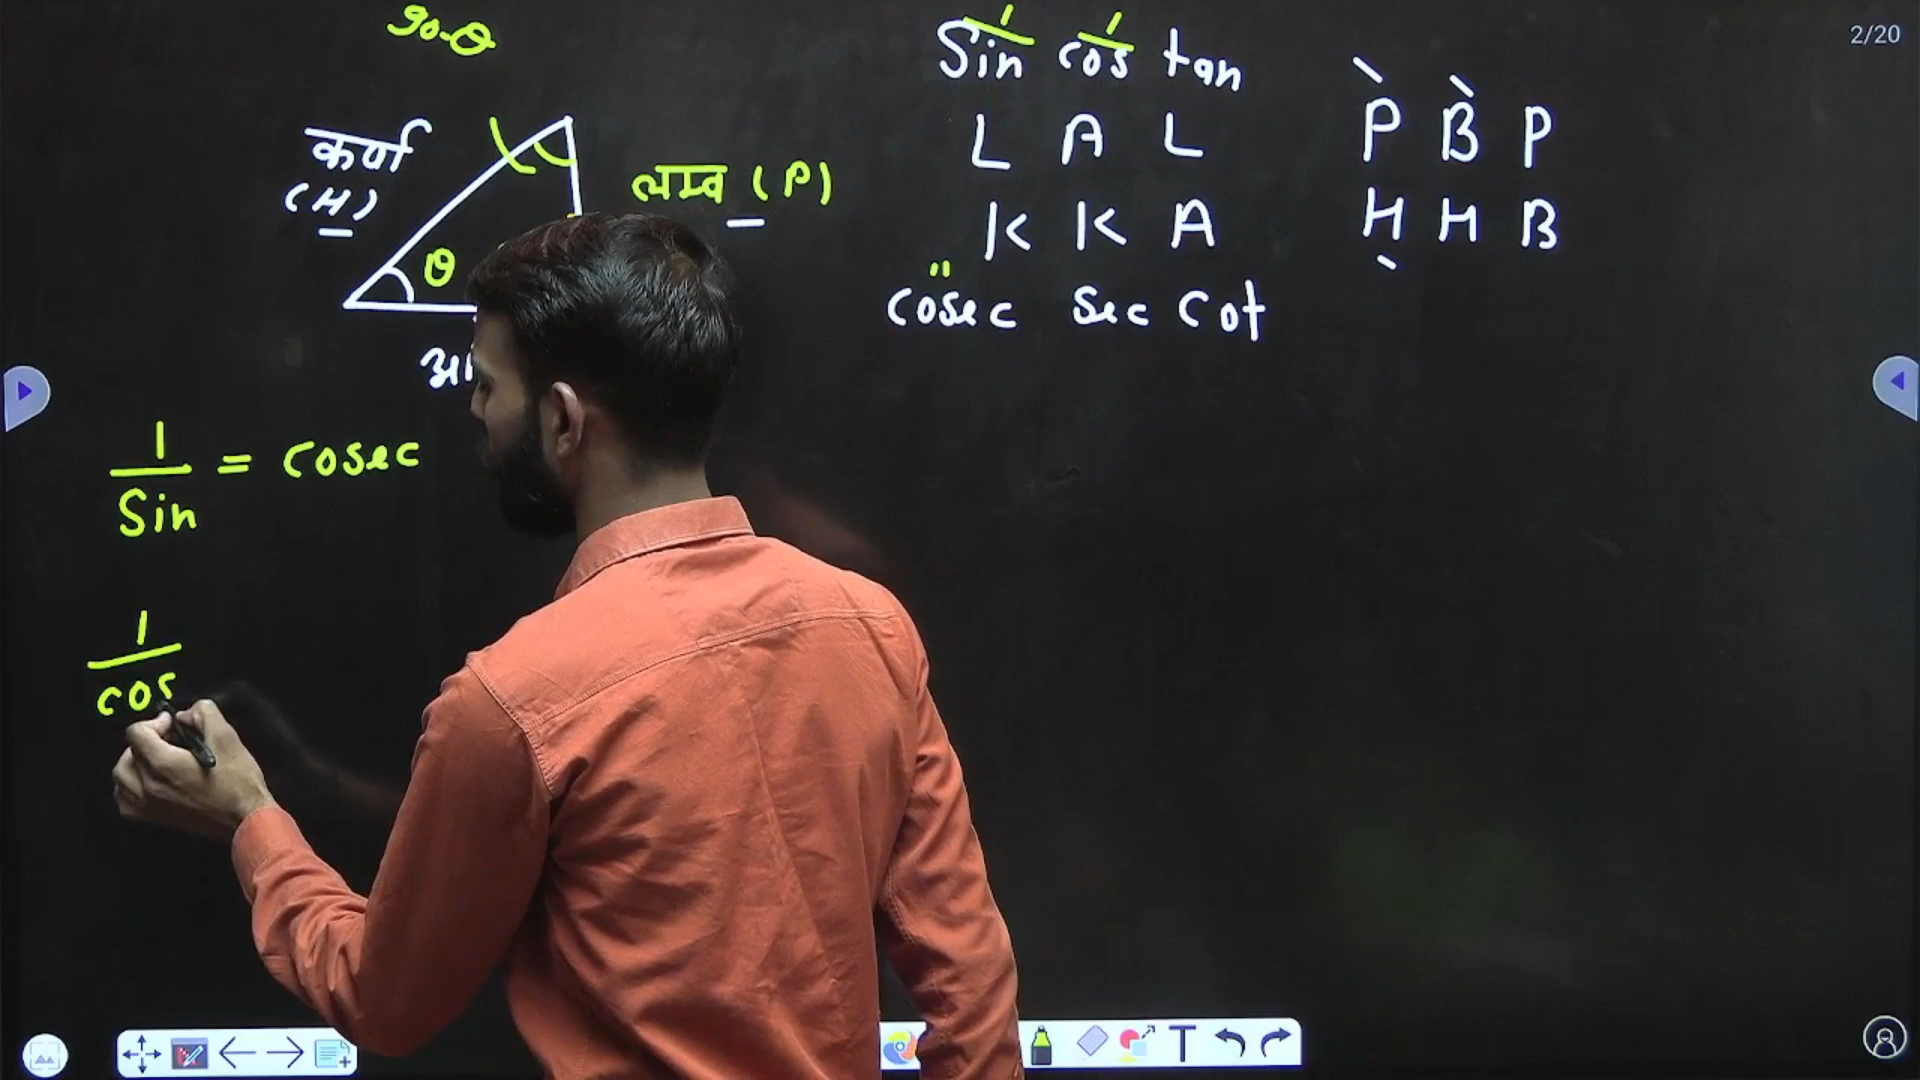 90-θ
Sin cos tan
2/20
L A L
P B P
कर्ण
(H)
लम्ब (P)
K K A
H H B
θ
cosec sec cot
1
Sin
= cosec
1
cos
T